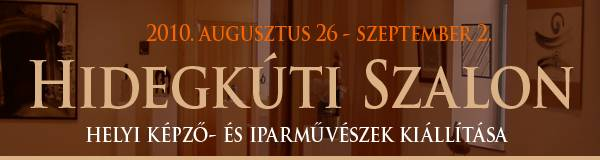 2010. AUGUSZTUS 26 - SZEPTEMBER 2.
HIDEGKÚTI SZALON
HELYI KÉPZŐ- ÉS IPARMŰVÉSZEK KIÁLLÍTÁSA